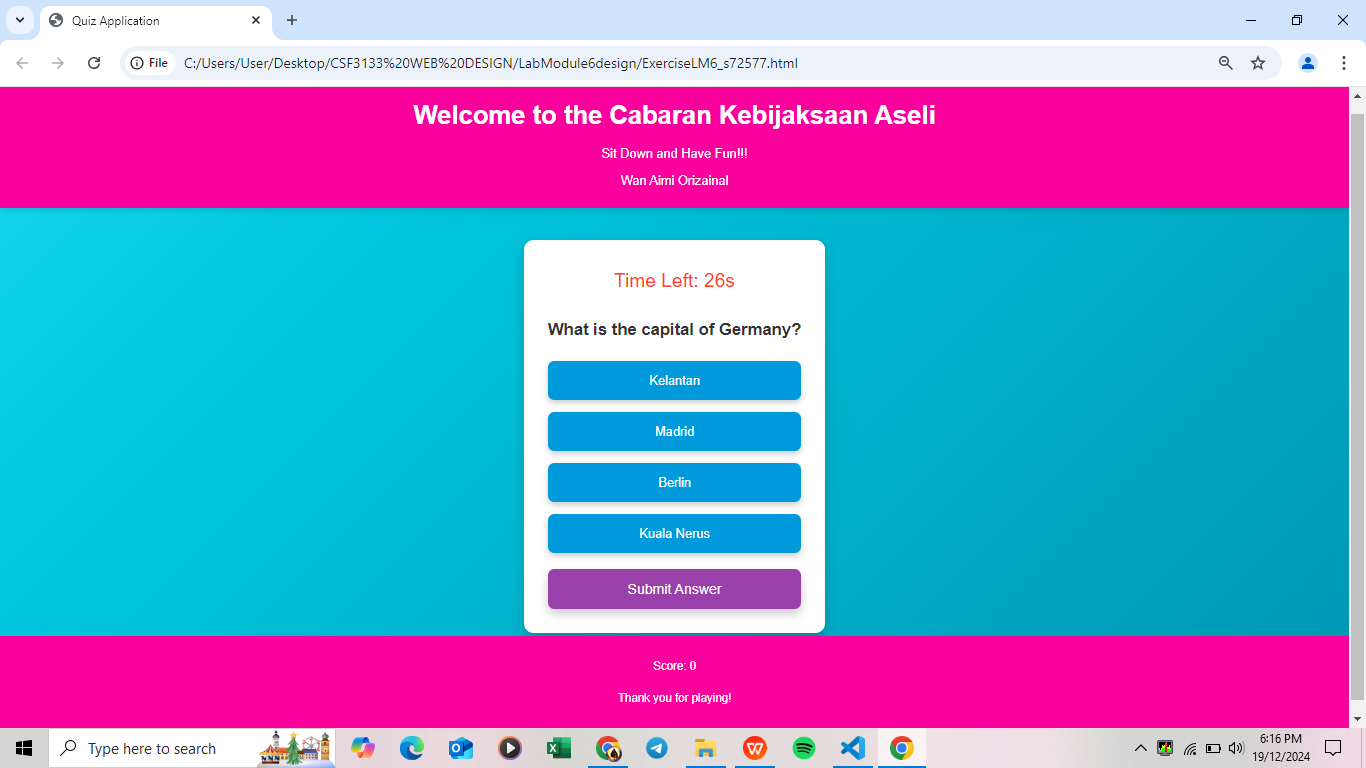 Quiz Application
File
C:/Users/User/Desktop/CSF3133%20WEB%20DESIGN/LabModule6design/ExerciseLM6_s72577.html
Welcome to the Cabaran Kebijaksaan Aseli
Sit Down and Have Fun!!!
Wan Aimi Orizainal
Time Left: 26s
What is the capital of Germany?
Kelantan
Madrid
Berlin
Kuala Nerus
Submit Answer
Score: 0
Thank you for playing!
Type here to search
6:16 PM
19/12/2024